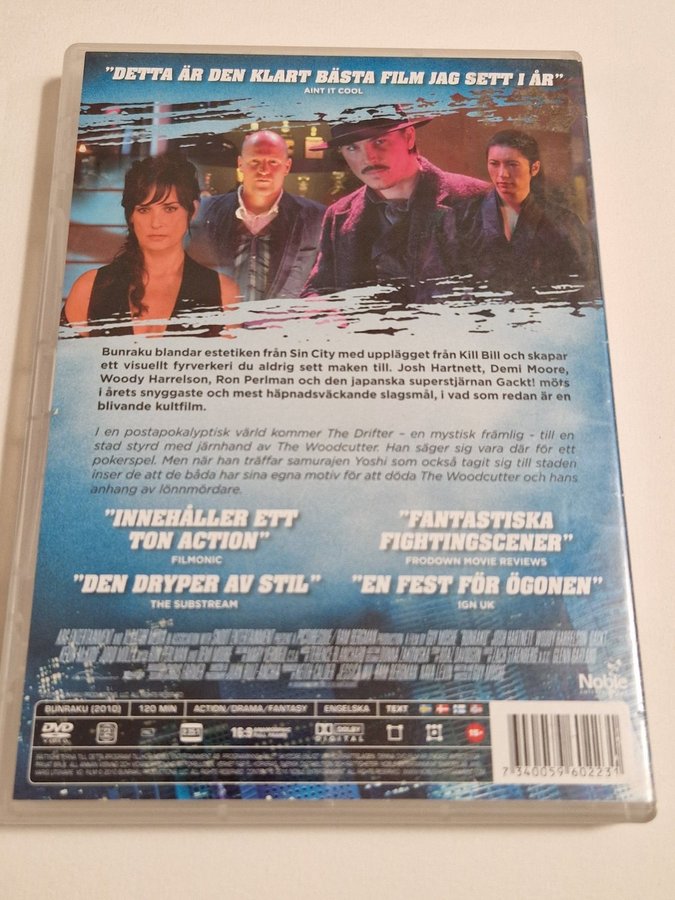 "DETTA ÄR DEN KLART BÄSTA FILM JAG SETT I ÅR"
AINT IT COOL
Bunraku blandar estetiken från Sin City med upplägget från Kill Bill och skapar
ett visuellt fyrverkeri du aldrig sett maken till. Josh Hartnett, Demi Moore,
Woody Harrelson, Ron Perlman och den japanska superstjärnan Gackt! möts
i årets snyggaste och mest häpnadsväckande slagsmål, i vad som redan är en
blivande kultfilm.
I en postapokalyptisk värld kommer The Drifter – en mystisk främlig – till en
stad styrd med järnhand av The Woodcutter. Han säger sig vara där för ett
pokerspel. Men när han träffar samurajen Yoshi som också tagit sig till staden
inser de att de båda har sina egna motiv för att döda The Woodcutter och hans
anhang av lönnmördare.
"INNEHÅLLER ETT
TON ACTION"
FILMONIC
"FANTASTISKA
FIGHTINGSCENER"
FRODOWN MOVIE REVIEWS
"DEN DRYPER AV STIL"
THE SUBSTREAM
"EN FEST FÖR ÖGONEN"
IGN UK
Noble
BUNRAKU (2010) 120 MIN ACTION/DRAMA/FANTASY ENGELSKA TEXT
DVD 2 2.35:1 16:9 DOLBY DIGITAL 15+
7 340059 602231